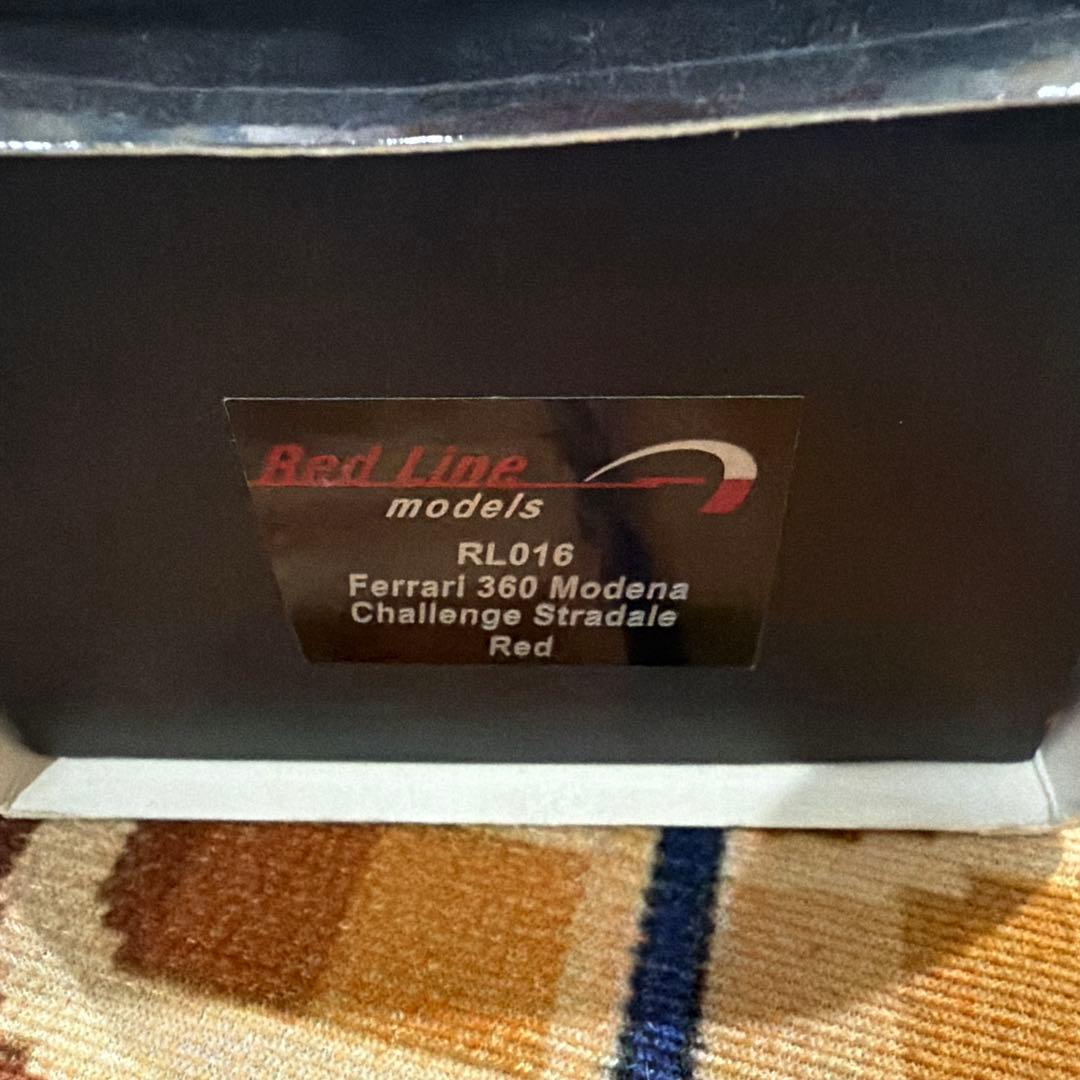 Red Line
models
RL016
Ferrari 360 Modena
Challenge Stradale
Red